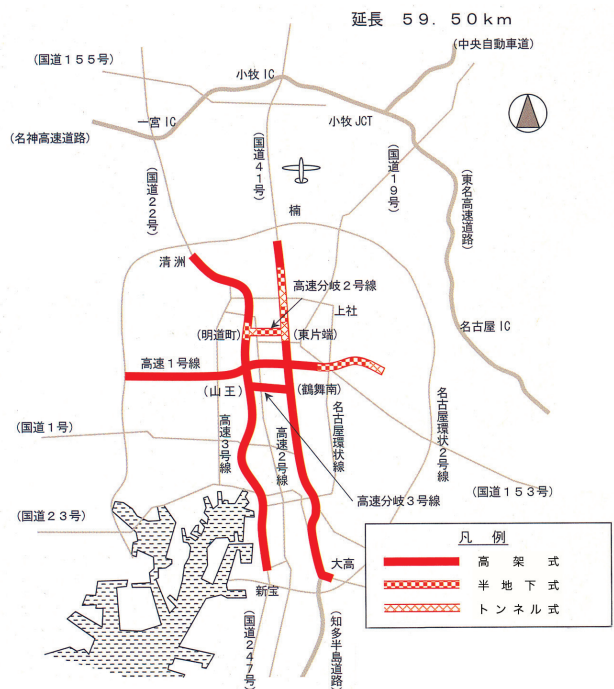 延長 59.50km
(中央自動車道)
(国道155号)
小牧IC
一宮IC
小牧JCT
(名神高速道路)
(国道22号)
(国道41号)
(国道19号)
(東名高速道路)
楠
清洲
高速分岐2号線
上社
(明道町)
(東片端)
名古屋IC
高速1号線
(山王)
(鶴舞南)
高速3号線
高速2号線
名古屋環状線
名古屋環状2号線
(国道1号)
高速分岐3号線
(国道153号)
(国道23号)
凡例
高架式
半地下式
トンネル式
大高
新宝
(国道247号)
(知多半島道路)